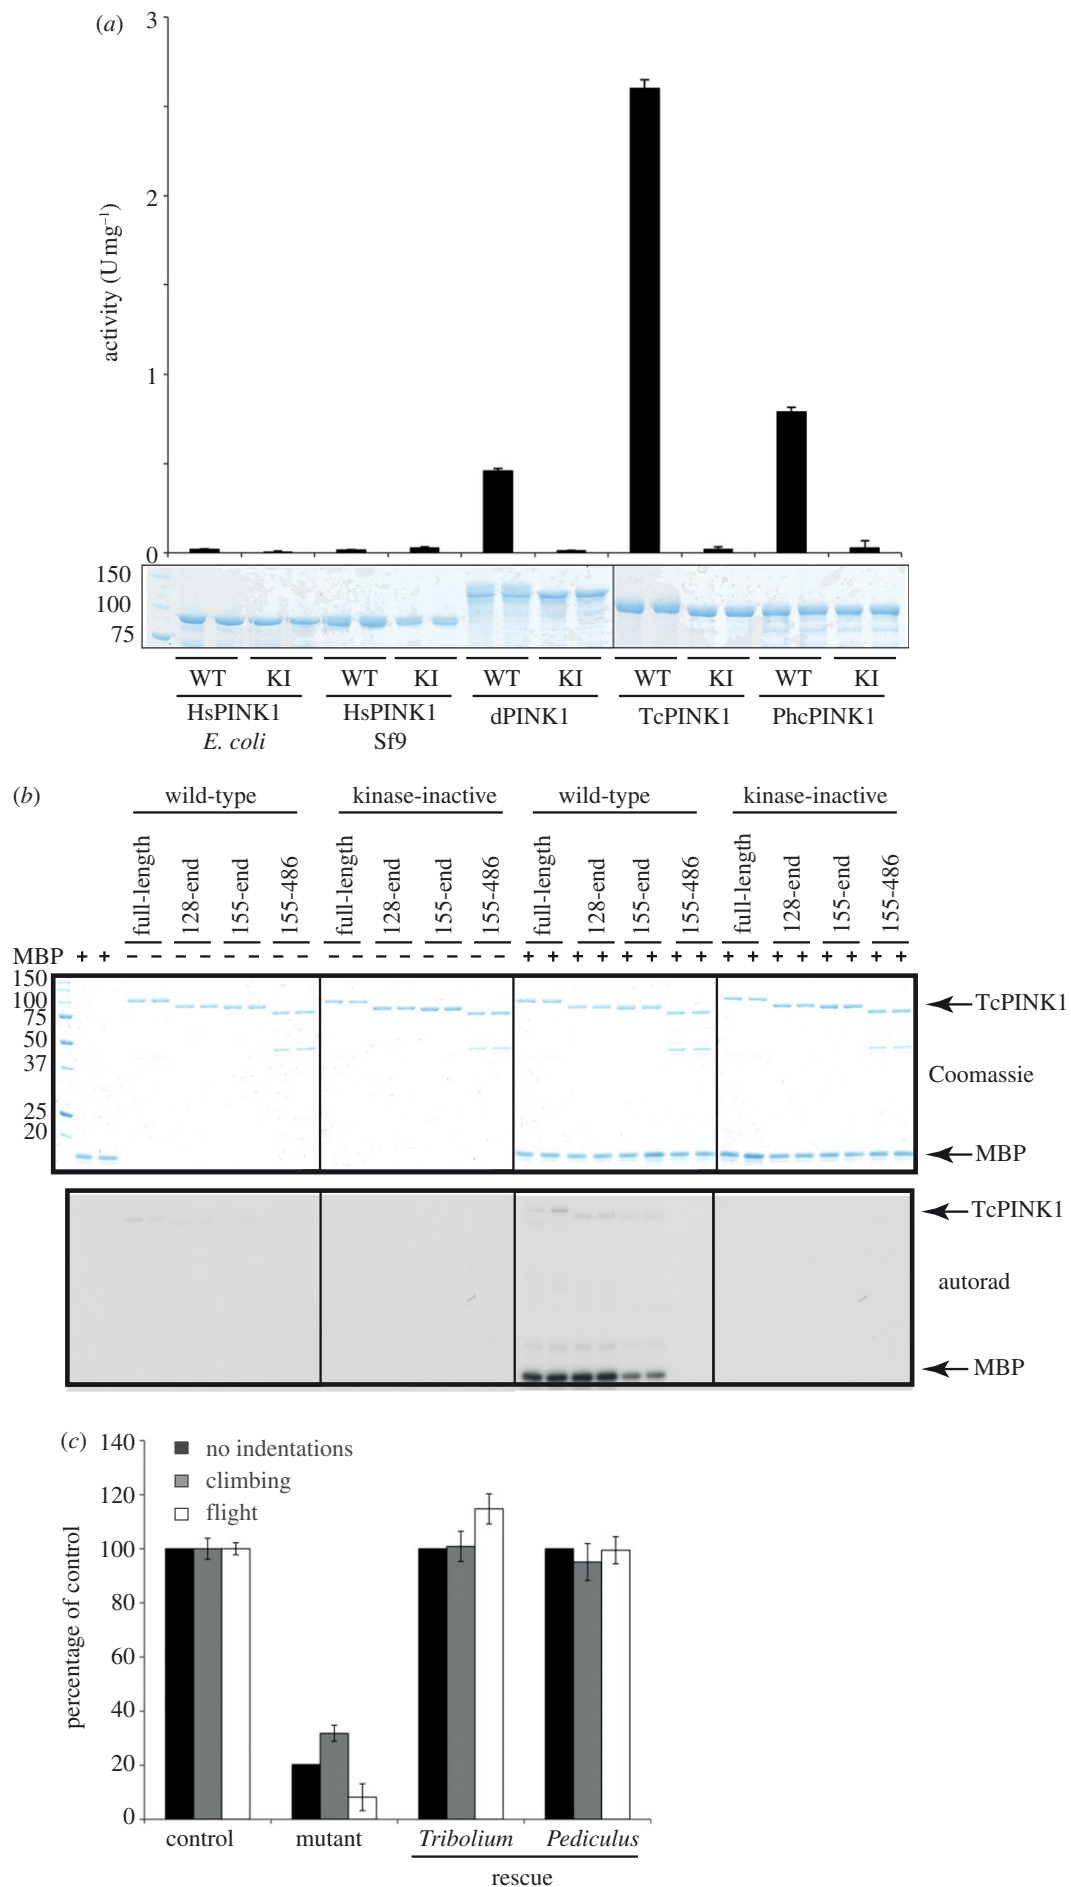 (a)
3
2
1
0
activity (U mg⁻¹)
150
100
75
WT KI WT KI WT KI WT KI WT KI
HsPINK1 HsPINK1 dPINK1 TcPINK1 PhcPINK1
E. coli Sf9
(b)
wild-type kinase-inactive wild-type kinase-inactive
full-length 128-end 155-end 155-486 full-length 128-end 155-end 155-486 full-length 128-end 155-end 155-486 full-length 128-end 155-end 155-486
MBP + + – – – – – – – – – – – – – – – – + + + + + + + + + + + + + + + +
150
100
75
50
37
25
20
TcPINK1
Coomassie
MBP
TcPINK1
autorad
MBP
(c)
140
120
100
80
60
40
20
0
percentage of control
no indentations
climbing
flight
control mutant Tribolium Pediculus
rescue